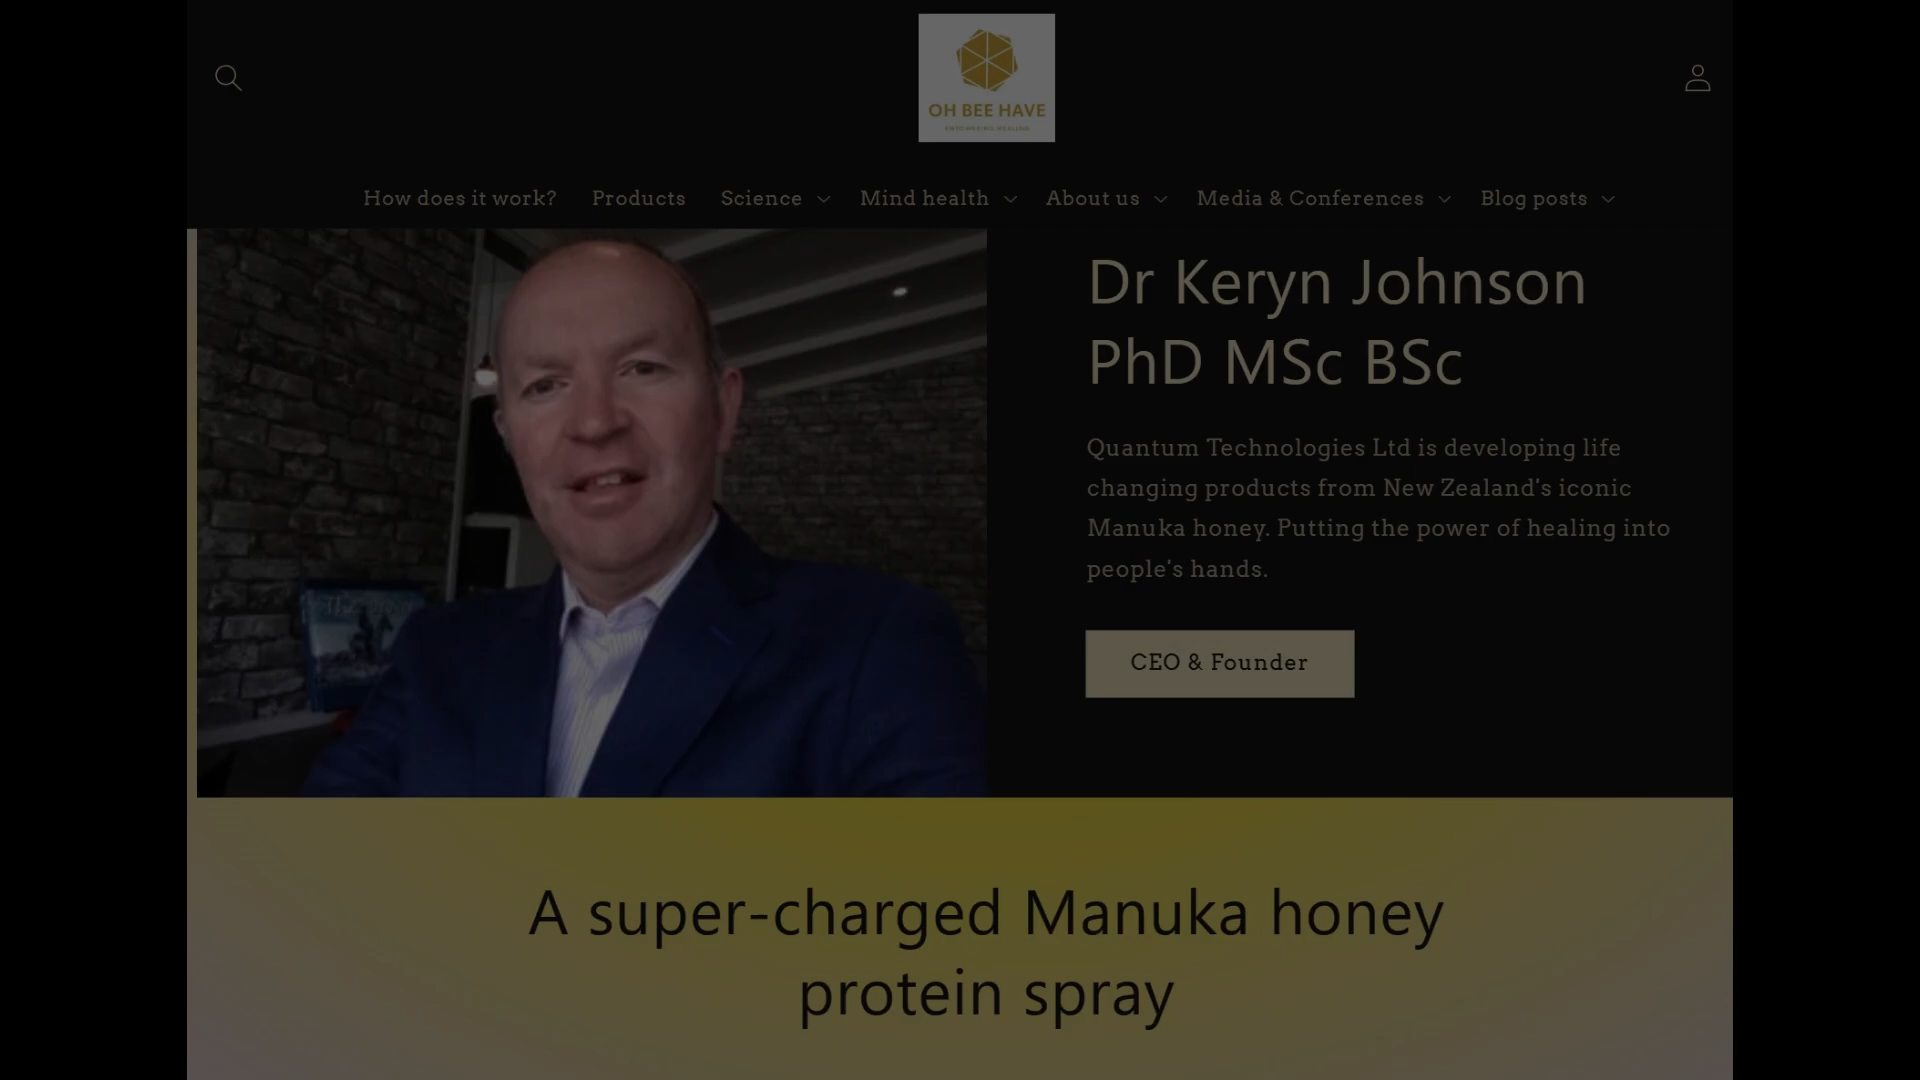 OH BEE HAVE
EMPOWERING HEALING
How does it work? Products Science Mind health About us Media & Conferences Blog posts
Dr Keryn Johnson
PhD MSc BSc
Quantum Technologies Ltd is developing life
changing products from New Zealand's iconic
Manuka honey. Putting the power of healing into
people's hands.
CEO & Founder
A super-charged Manuka honey
protein spray